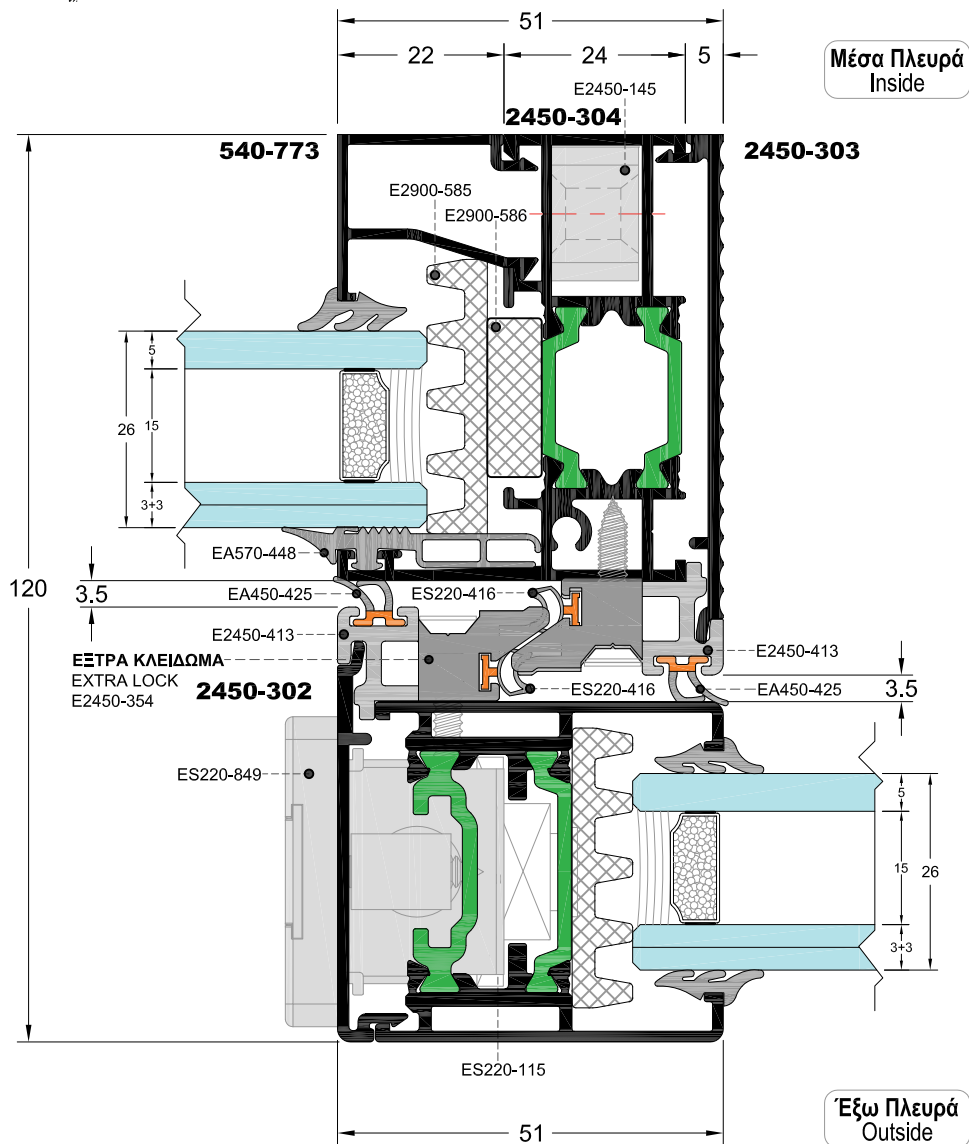 51
22
24
5
Μέσα Πλευρά
Inside
E2450-145
2450-304
540-773
2450-303
E2900-585
E2900-586
5
26
15
3+3
EA570-448
120
3.5
EA450-425
ES220-416
E2450-413
E2450-413
ΕΞΤΡΑ ΚΛΕΙΔΩΜΑ
EXTRA LOCK
E2450-354
2450-302
ES220-416
EA450-425
3.5
ES220-849
5
15
26
3+3
ES220-115
51
Έξω Πλευρά
Outside